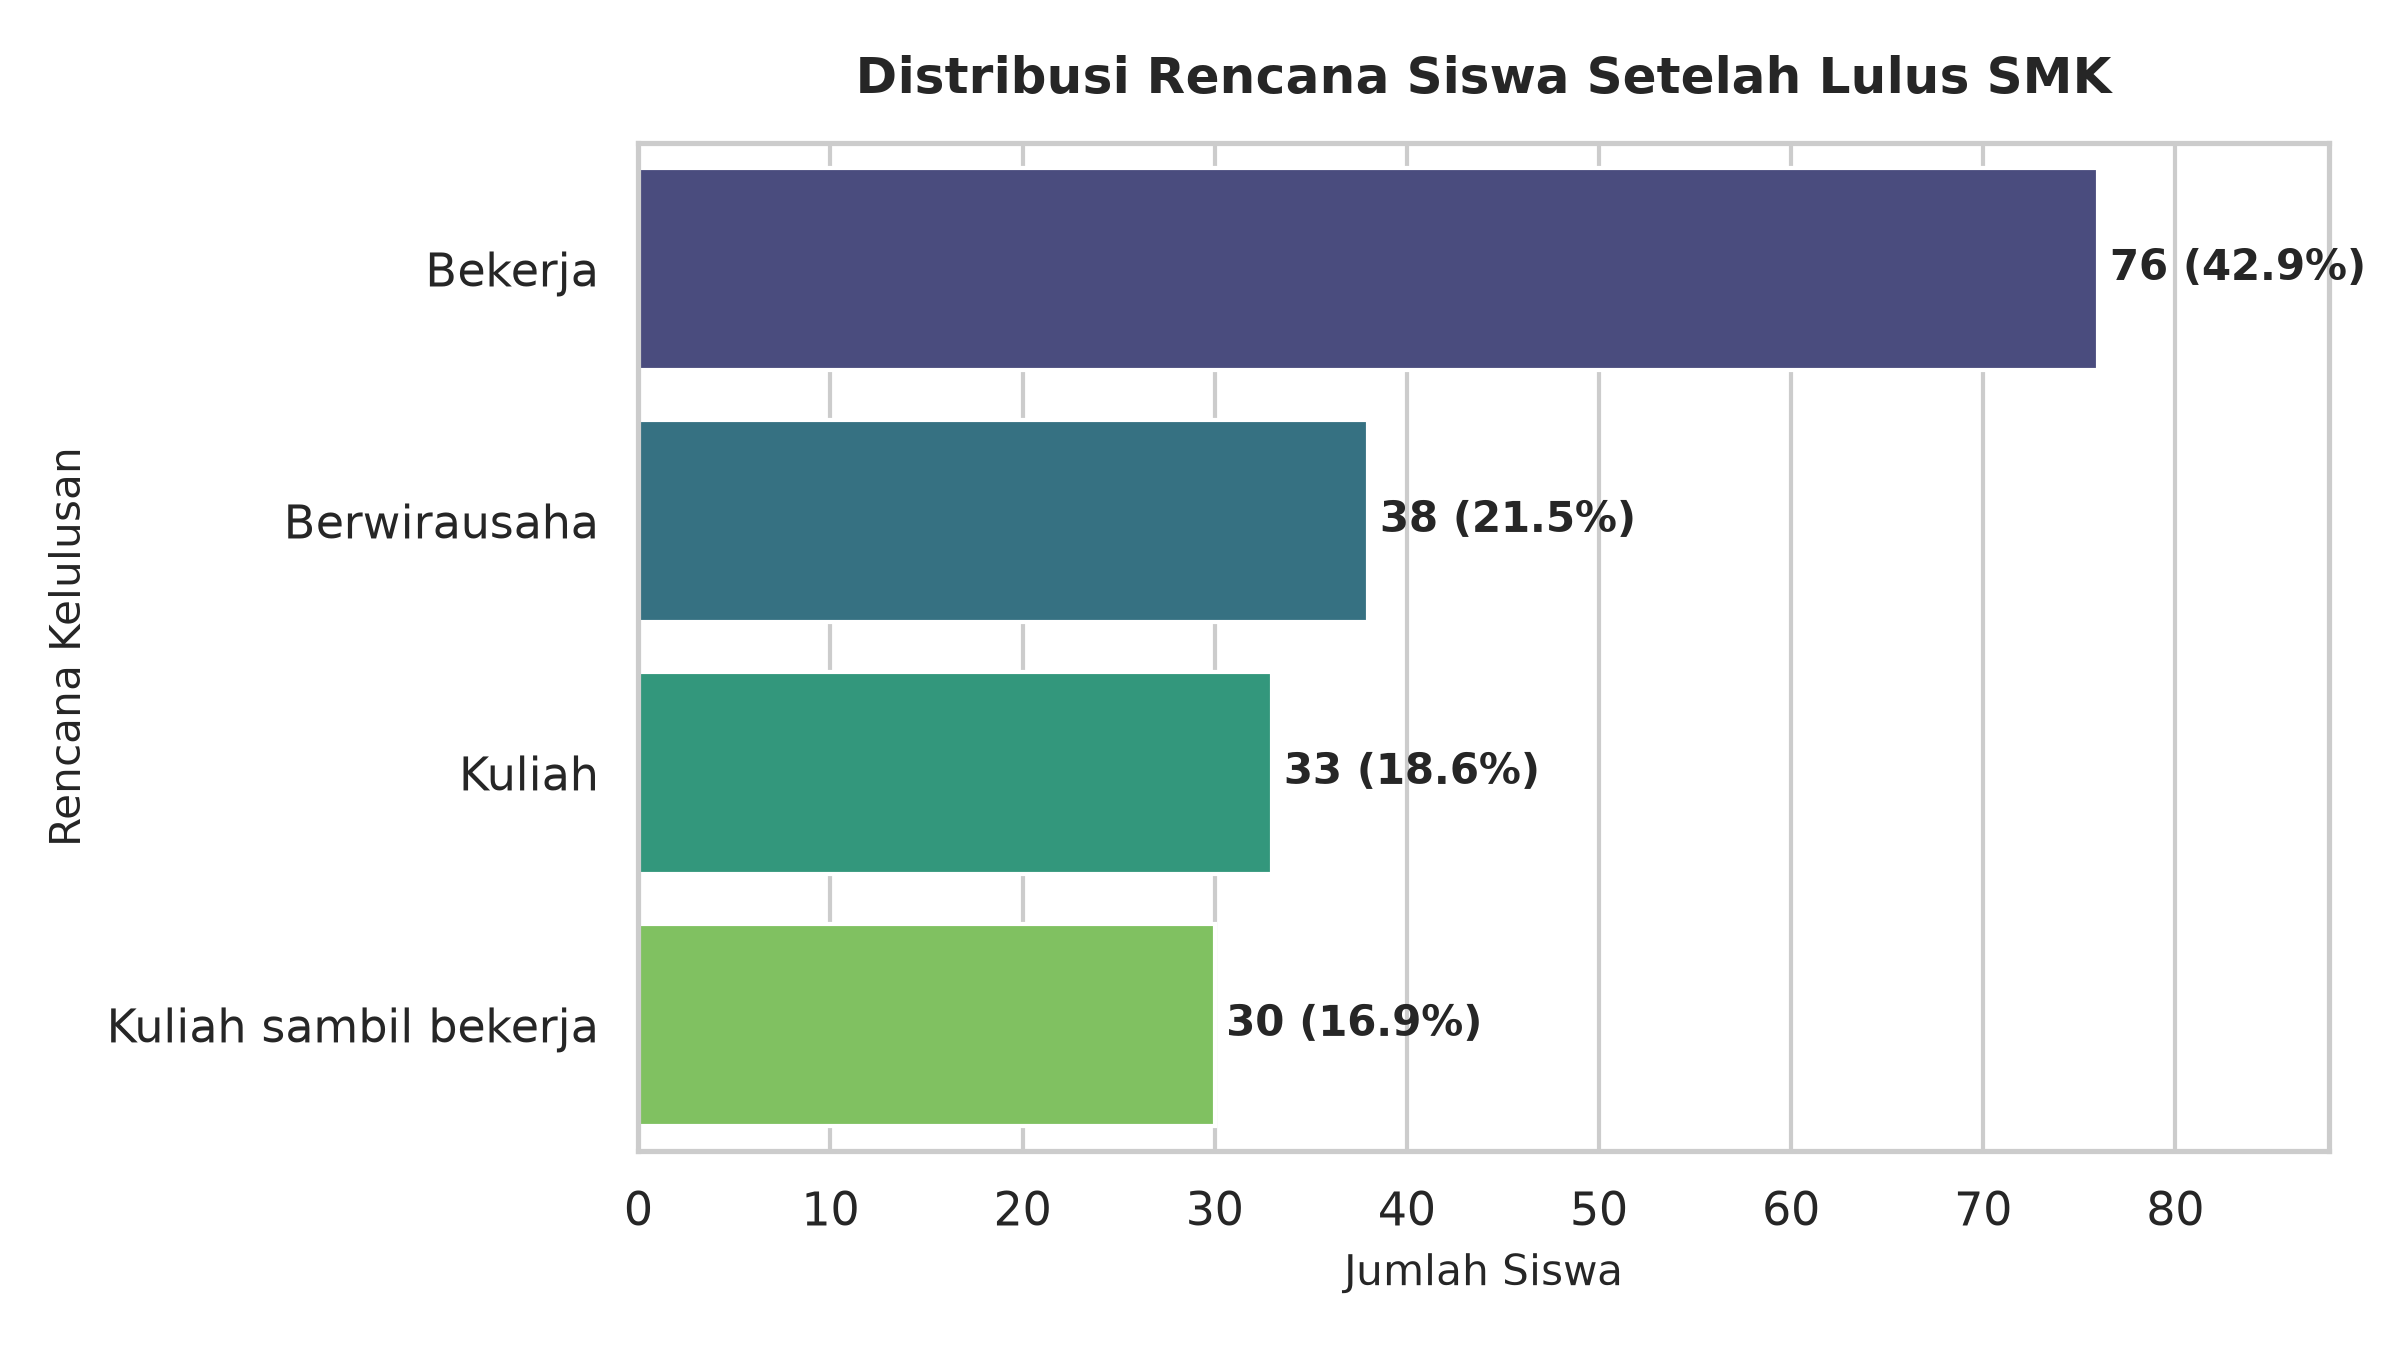 Distribusi Rencana Siswa Setelah Lulus SMK
Rencana Kelulusan
Bekerja
76 (42.9%)
Berwirausaha
38 (21.5%)
Kuliah
33 (18.6%)
Kuliah sambil bekerja
30 (16.9%)
0 10 20 30 40 50 60 70 80
Jumlah Siswa